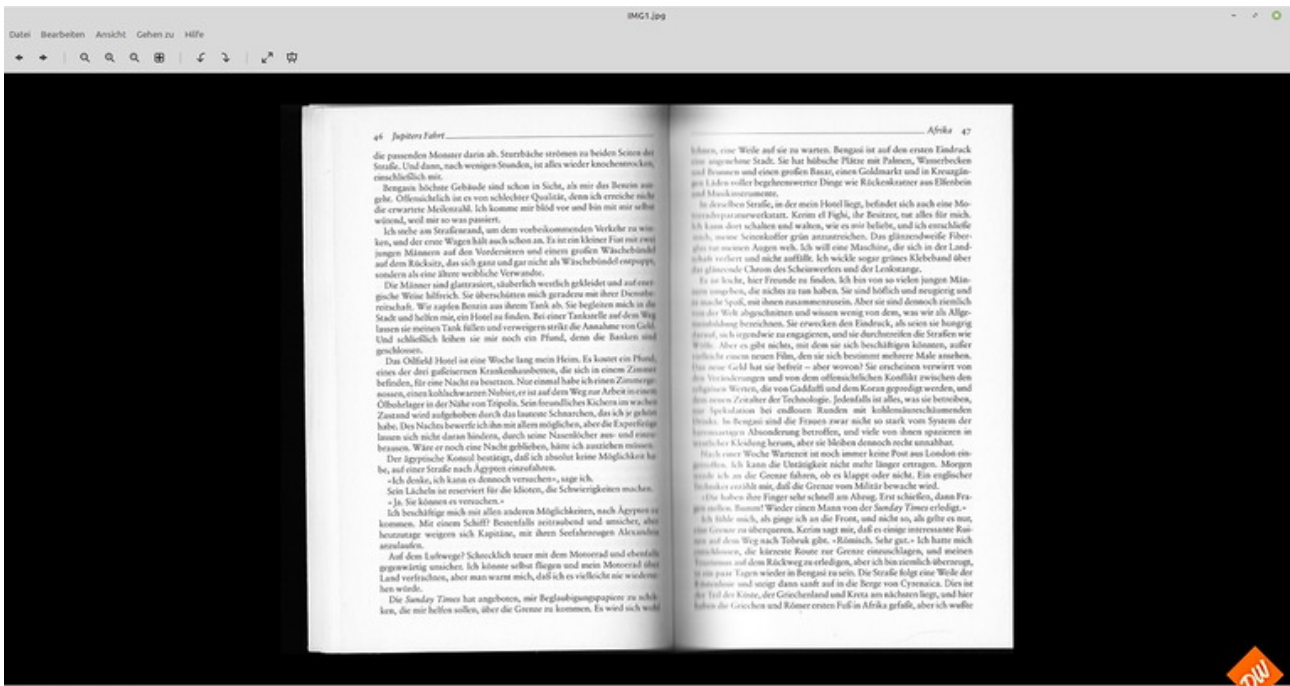 IMG1.jpg
Datei Bearbeiten Ansicht Gehen zu Hilfe
46 Jupiters Fahrt
die passenden Monster darin ab. Sturzbäche strömen zu beiden Seiten der
Straße. Und dann, nach wenigen Stunden, ist alles wieder knochentrocken,
einschließlich mir.
Bengasis höchste Gebäude sind schon in Sicht, als mir das Benzin aus-
geht. Offensichtlich ist es von schlechter Qualität, denn ich erreiche nicht
die erwartete Meilenzahl. Ich komme mir blöd vor und bin mit mir selbst
wütend, weil mir so was passiert.
Ich stehe am Straßenrand, um dem vorbeikommenden Verkehr zu win-
ken, und der erste Wagen hält auch schon an. Es ist ein kleiner Fiat mit zwei
jungen Männern auf den Vordersitzen und einem großen Wäschebündel
auf dem Rücksitz, das sich ganz und gar nicht als Wäschebündel entpuppt,
sondern als eine ältere weibliche Verwandte.
Die Männer sind glattrasiert, säuberlich westlich gekleidet und auf ener-
gische Weise hilfreich. Sie überschütten mich geradezu mit ihrer Dienstbe-
reitschaft. Wir zapfen Benzin aus ihrem Tank ab. Sie begleiten mich in die
Stadt und helfen mir, ein Hotel zu finden. Bei einer Tankstelle auf dem Weg
lassen sie meinen Tank füllen und verweigern strikt die Annahme von Geld.
Und schließlich leihen sie mir noch ein Pfund, denn die Banken sind
geschlossen.
Das Oilfield Hotel ist eine Woche lang mein Heim. Es kostet ein Pfund,
eines der drei gußeisernen Krankenhausbetten, die sich in einem Zimmer
befinden, für eine Nacht zu besetzen. Nur einmal habe ich einen Zimmerge-
nossen, einen kohlschwarzen Nubier, er ist auf dem Weg zur Arbeit in einem
Ölbohrlager in der Nähe von Tripolis. Sein freundliches Kichern im wachen
Zustand wird aufgehoben durch das lauteste Schnarchen, das ich je gehört
habe. Des Nachts bewerfe ich ihn mit allem möglichen, aber die
lassen sich nicht daran hindern, durch seine Nasenlöcher aus- und
brausen. Wäre er noch eine Nacht geblieben, hätte ich ausziehen müssen.
Der ägyptische Konsul bestätigt, daß ich absolut keine Möglichkeit ha-
be, auf einer Straße nach Ägypten einzufahren.
»Ich denke, ich kann es dennoch versuchen«, sage ich.
Sein Lächeln ist reserviert für die Idioten, die Schwierigkeiten machen.
»Ja. Sie können es versuchen.«
Ich beschäftige mich mit allen anderen Möglichkeiten, nach Ägypten zu
kommen. Mit einem Schiff? Bestenfalls zeitraubend und unsicher, aber
heutzutage weigern sich Kapitäne, mit ihren Seefahrzeugen Alexandria
anzulaufen.
Auf dem Luftwege? Schrecklich teuer mit dem Motorrad und ebenfalls
gegenwärtig unsicher. Ich könnte selbst fliegen und mein Motorrad über
Land verfrachten, aber man warnt mich, daß ich es vielleicht nie wiederse-
hen würde.
Die Sunday Times hat angeboten, mir Beglaubigungspapiere zu schik-
ken, die mir helfen sollen, über die Grenze zu kommen. Es wird sich wohl
Afrika 47
lohnen, eine Weile auf sie zu warten. Bengasi ist auf den ersten Eindruck
eine angenehme Stadt. Sie hat hübsche Plätze mit Palmen, Wasserbecken
und Brunnen und einen großen Basar, einen Goldmarkt und in Kreuzgän-
gen Läden voller begehrenswerter Dinge wie Rückenkratzer aus Elfenbein
und Musikinstrumente.
In derselben Straße, in der mein Hotel liegt, befindet sich auch eine Mo-
torradreparaturwerkstatt. Kerim el Fighi, ihr Besitzer, tut alles für mich.
Ich kann dort schalten und walten, wie es mir beliebt, und ich entschließe
mich, meine Seitenkoffer grün anzustreichen. Das glänzendweiße Fiber-
glas tut meinen Augen weh. Ich will eine Maschine, die sich in der Land-
schaft verliert und nicht auffällt. Ich wickle sogar grünes Klebeband über
das glänzende Chrom des Scheinwerfers und der Lenkstange.
Es ist leicht, hier Freunde zu finden. Ich bin von so vielen jungen Män-
nern umgeben, die nichts zu tun haben. Sie sind höflich und neugierig und
es macht Spaß, mit ihnen zusammenzusein. Aber sie sind dennoch ziemlich
von der Welt abgeschnitten und wissen wenig von dem, was wir als Allge-
meinbildung bezeichnen. Sie erwecken den Eindruck, als seien sie hungrig
darauf, sich irgendwie zu engagieren, und sie durchstreifen die Straßen wie
Wölfe. Aber es gibt nichts, mit dem sie sich beschäftigen könnten, außer
vielleicht einem neuen Film, den sie sich bestimmt mehrere Male ansehen.
Das neue Geld hat sie befreit – aber wovon? Sie erscheinen verwirrt von
den Veränderungen und von dem offensichtlichen Konflikt zwischen den
religiösen Werten, die von Gaddaffi und dem Koran gepredigt werden, und
dem neuen Zeitalter der Technologie. Jedenfalls ist alles, was sie betreiben,
nur Spekulation bei endlosen Runden mit kohlensäureschäumenden
Drinks. In Bengasi sind die Frauen zwar nicht so stark vom System der
Absonderung betroffen, und viele von ihnen spazieren in
westlicher Kleidung herum, aber sie bleiben dennoch recht unnahbar.
Nach einer Woche Wartezeit ist noch immer keine Post aus London ein-
getroffen. Ich kann die Untätigkeit nicht mehr länger ertragen. Morgen
werde ich an die Grenze fahren, ob es klappt oder nicht. Ein englischer
erzählt mir, daß die Grenze vom Militär bewacht wird.
»Die haben ihre Finger sehr schnell am Abzug. Erst schießen, dann Fra-
gen stellen. Bumm! Wieder einen Mann von der Sunday Times erledigt.«
Ich fühle mich, als ginge ich an die Front, und nicht so, als gelte es nur,
eine Grenze zu überqueren. Kerim sagt mir, daß es einige interessante Rui-
nen auf dem Weg nach Tobruk gibt. »Römisch. Sehr gut.« Ich hatte mich
entschlossen, die kürzeste Route zur Grenze einzuschlagen, und meinen
Tourismus auf dem Rückweg zu erledigen, aber ich bin ziemlich überzeugt,
in ein paar Tagen wieder in Bengasi zu sein. Die Straße folgt eine Weile der
Küstenlinie und steigt dann sanft auf in die Berge von Cyrenaica. Dies ist
der Teil der Küste, der Griechenland und Kreta am nächsten liegt, und hier
haben die Griechen und Römer ersten Fuß in Afrika gefaßt, aber ich wußte
DW